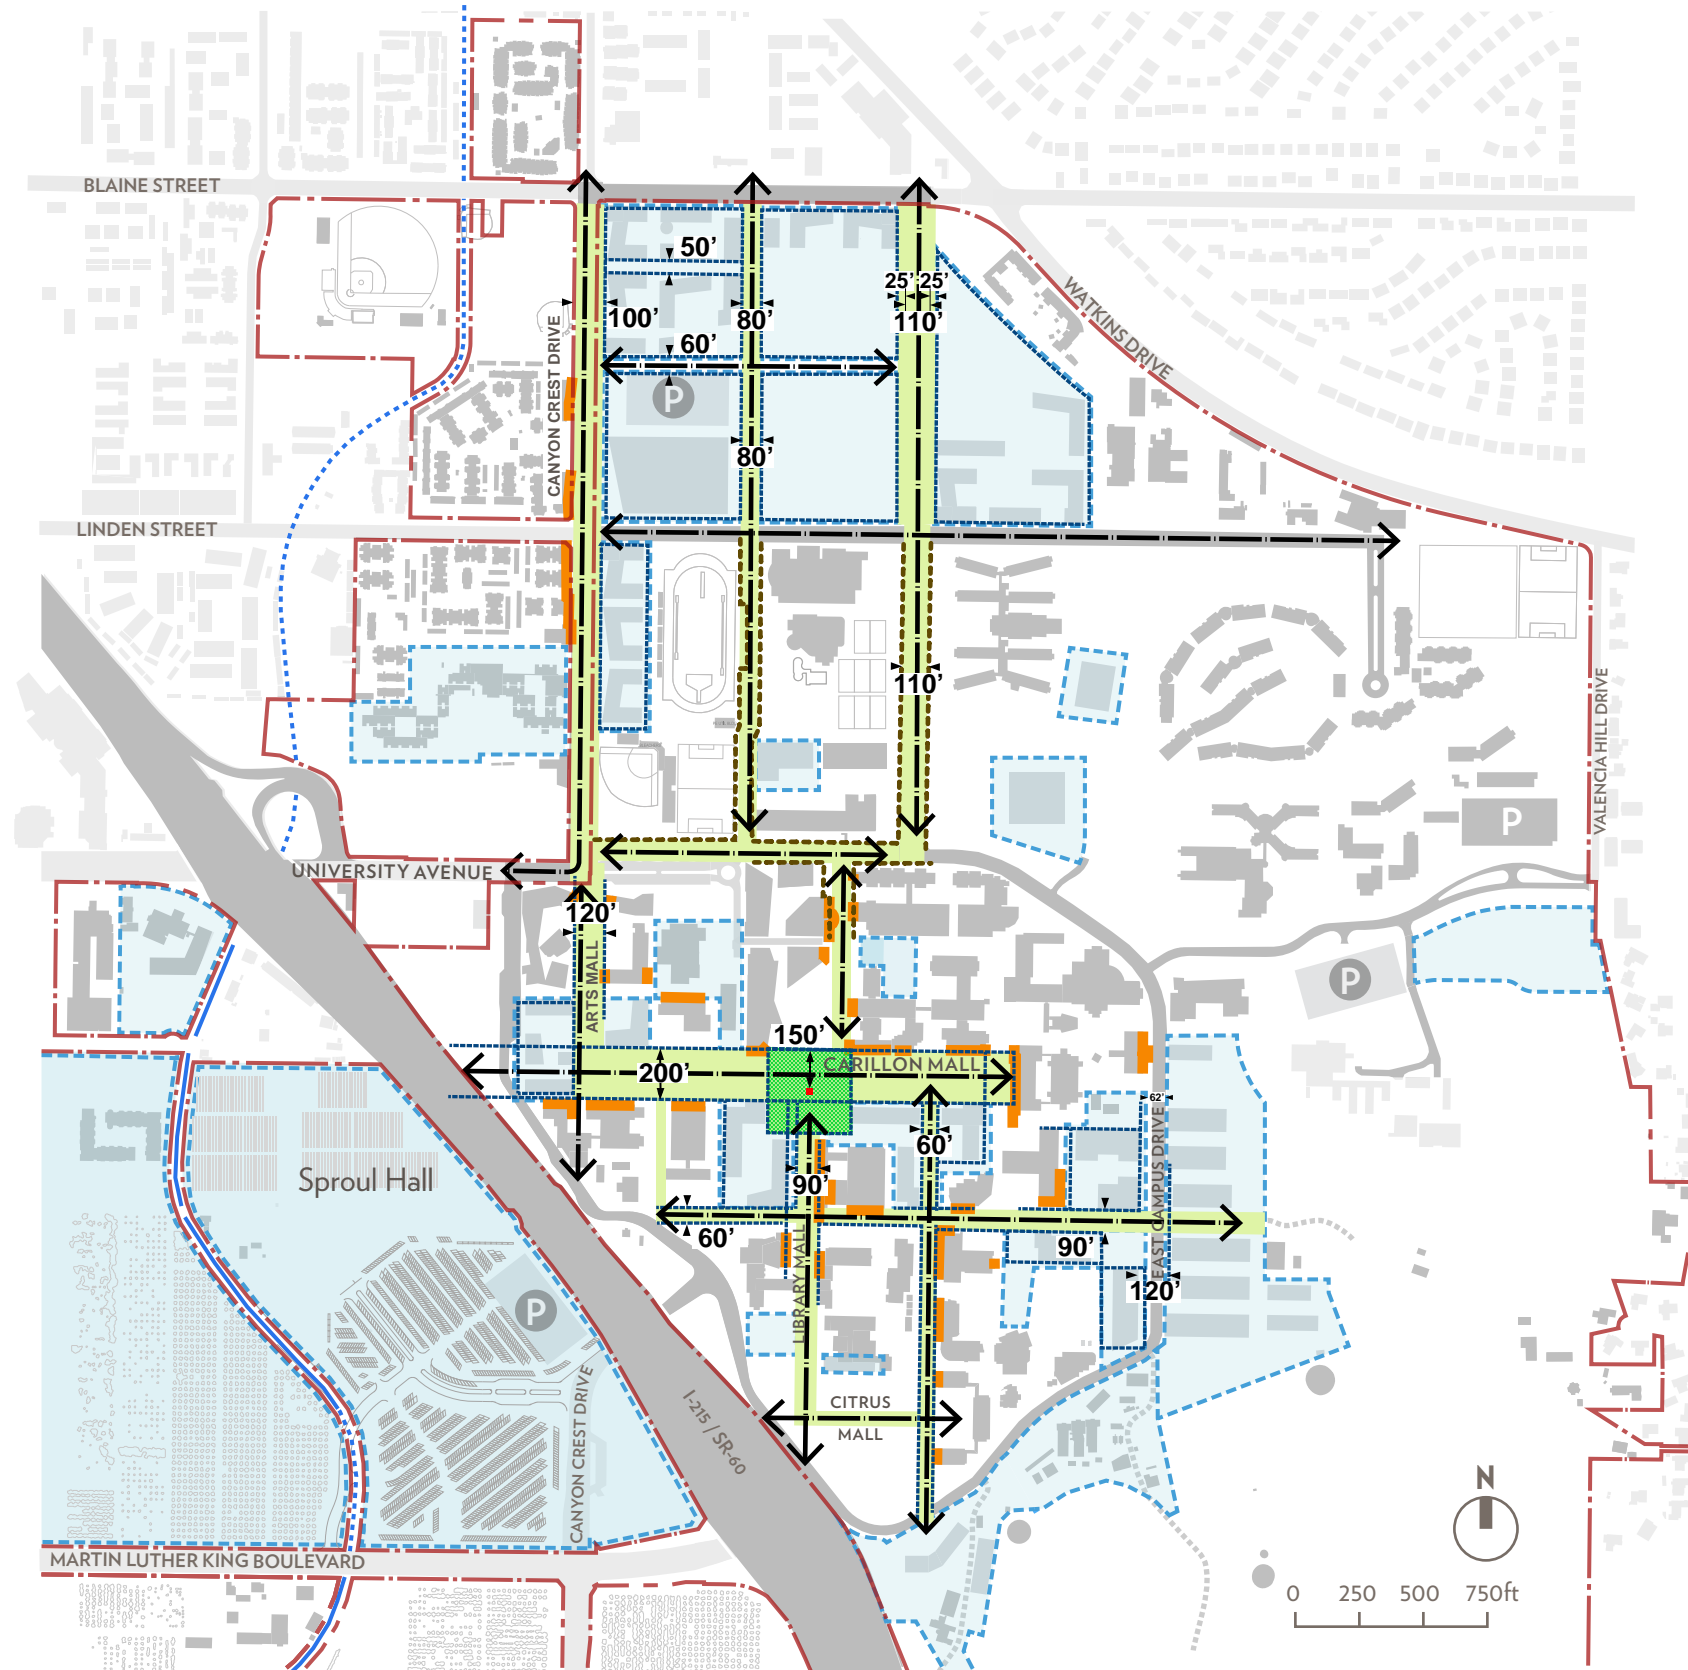 BLAINE STREET
50’
25’ 25’
100’
80’
110’
WATKINS DRIVE
60’
CANYON CREST DRIVE
P
80’
LINDEN STREET
110’
VALENCIA HILL DRIVE
P
UNIVERSITY AVENUE
120’
ARTS MALL
P
150’
CARILLON MALL
200’
62’
60’
Sproul Hall
90’
EAST CAMPUS DRIVE
60’
90’
LIBRARY MALL
120’
P
CITRUS
MALL
CANYON CREST DRIVE
I-215 / SR-60
N
MARTIN LUTHER KING BOULEVARD
0 250 500 750ft